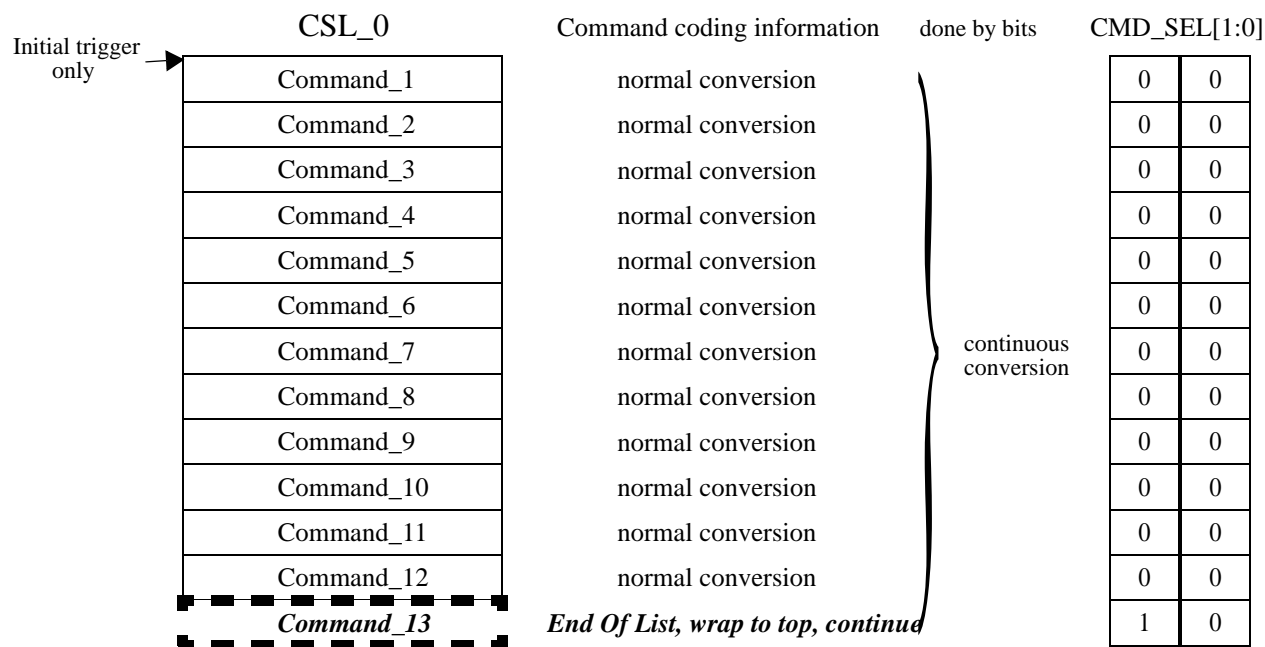 CSL_0 Command coding information done by bits CMD_SEL[1:0]
Initial trigger
only
Command_1 normal conversion 0 0
Command_2 normal conversion 0 0
Command_3 normal conversion 0 0
Command_4 normal conversion 0 0
Command_5 normal conversion 0 0
Command_6 normal conversion 0 0
Command_7 normal conversion 0 0
continuous
conversion
Command_8 normal conversion 0 0
Command_9 normal conversion 0 0
Command_10 normal conversion 0 0
Command_11 normal conversion 0 0
Command_12 normal conversion 0 0
Command_13 End Of List, wrap to top, continue 1 0